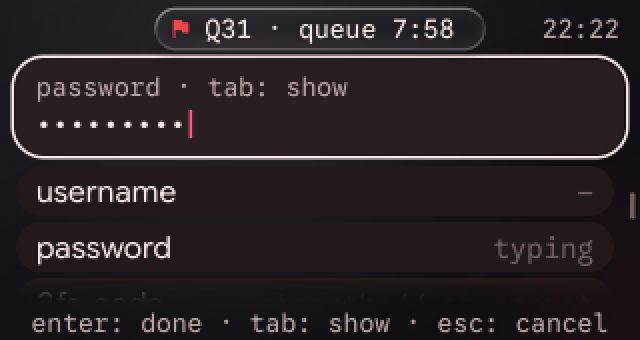 Q31 · queue 7:58
22:22
password · tab: show
•••••••••
username –
password typing
enter: done · tab: show · esc: cancel